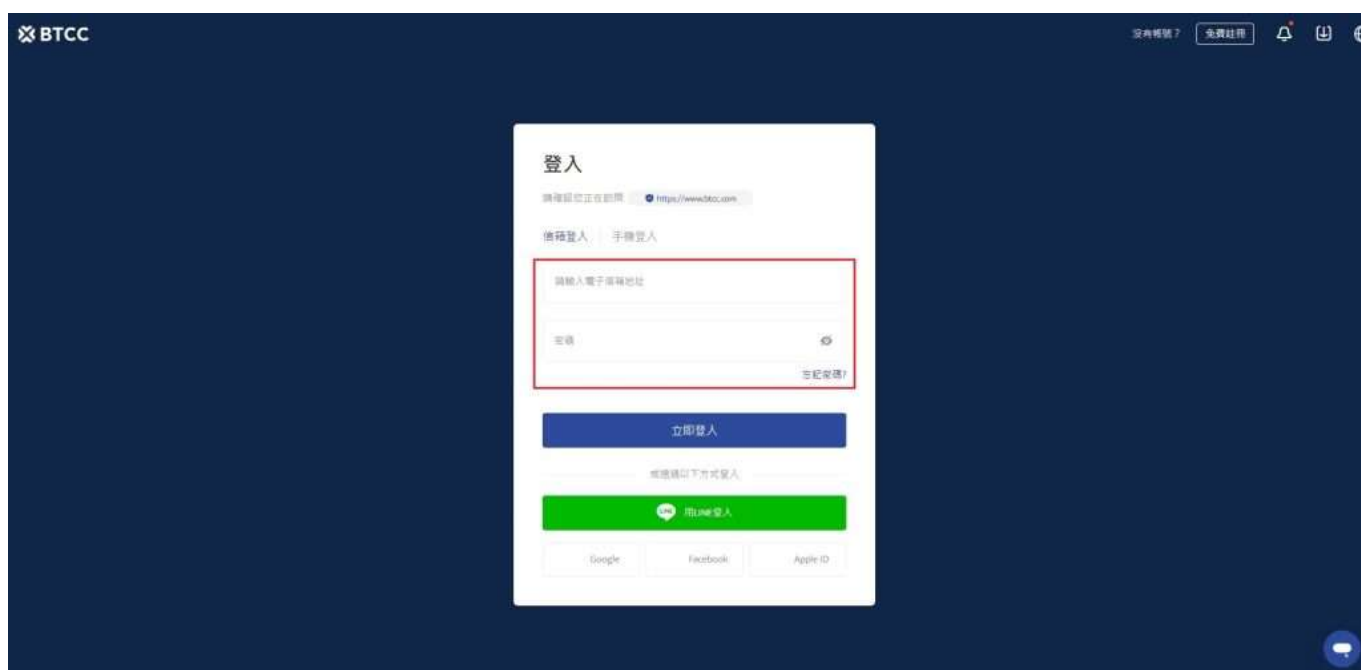 BTCC
沒有帳號？ 免費註冊
登入
請確認您正在訪問 https://www.btcc.com
信箱登入 手機登入
請輸入電子信箱地址
密碼
忘記密碼?
立即登入
或透過以下方式登入
LINE 用LINE登入
Google Facebook Apple ID